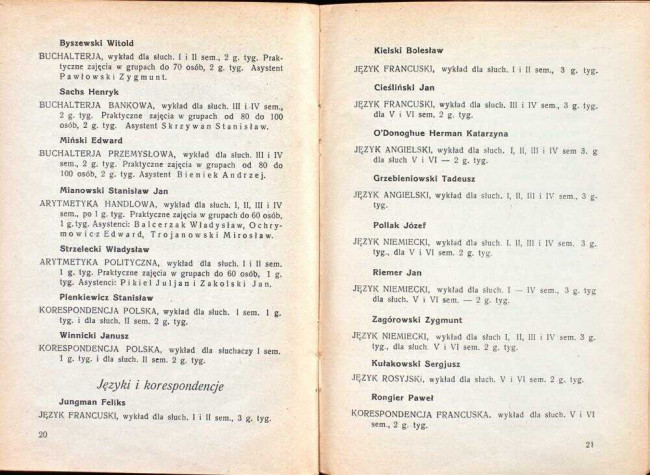 Byszewski Witold
BUCHALTERJA, wykład dla słuch. I i II sem., 2 g. tyg. Prak-
tyczne zajęcia w grupach do 70 osób, 2 g. tyg. Asystent
Pawłowski Zygmunt.
Sachs Henryk
BUCHALTERJA BANKOWA, wykład dla słuch. III i IV sem.,
2 g. tyg. Praktyczne zajęcia w grupach od 80 do 100
osób, 2 g. tyg. Asystent Skrzywan Stanisław.
Miński Edward
BUCHALTERJA PRZEMYSŁOWA, wykład dla słuch. III i IV
sem., 2 g. tyg. Praktyczne zajęcia w grupach od 80 do
100 osób, 2 g. tyg. Asystent Bieniek Andrzej.
Mianowski Stanisław Jan
ARYTMETYKA HANDLOWA, wykład dla słuch. I, II, III i IV
sem., po 1 g. tyg. Praktyczne zajęcia w grupach do 60 osób,
1 g. tyg. Asystenci: Balcerzak Władysław, Ochry-
mowicz Edward, Trojanowski Mirosław.
Strzelecki Władysław
ARYTMETYKA POLITYCZNA, wykład dla słuch. I i II sem.
1 g. tyg. Praktyczne zajęcia w grupach do 60 osób, 1 g.
tyg. Asystenci: Pikiel Juljan i Zakolski Jan.
Pienkiewicz Stanisław
KORESPONDENCJA POLSKA, wykład dla słuch. I sem. 1 g.
tyg. i dla słuch. II sem. 2 g. tyg.
Winnicki Janusz
KORESPONDENCJA POLSKA, wykład dla słuchaczy I sem.
1 g. tyg. i dla słuch. II sem. 2 g. tyg.
Języki i korespondencje
Jungman Feliks
JĘZYK FRANCUSKI, wykład dla słuch. I i II sem., 3 g. tyg.
20
Kielski Bolesław
JĘZYK FRANCUSKI, wykład dla słuch. I i II sem., 3 g. tyg.
Cieśliński Jan
JĘZYK FRANCUSKI, wykład dla słuch. III i IV sem., 3 g. tyg.
dla V i VI sem, 2 g. tyg.
O'Donoghue Herman Katarzyna
JĘZYK ANGIELSKI, wykład dla słuch. I, II, III i IV sem 3. g
dla słuch V i VI — 2 g. tyg.
Grzebieniowski Tadeusz
JĘZYK ANGIELSKI, wykład dla słuch. I, II, III i IV sem., 3 g.
tyg.
Pollak Józef
JĘZYK NIEMIECKI, wykład dla słuch. I, II, III i IV sem. 3 g.
tyg., dla V i VI sem. 2 g. tyg.
Riemer Jan
JĘZYK NIEMIECKI, wykład dla słuch. I — IV sem., 3 g. tyg
dla słuch. V i VI sem. — 2 g. tyg.
Zagórowski Zygmunt
JĘZYK NIEMIECKI, wykład dla słuch I, II, III i IV sem. 3 g.
tyg., dla słuch. V i VI sem. 2 g. tyg.
Kułakowski Sergjusz
JĘZYK ROSYJSKI, wykład dla słuch. V i VI sem. 2 g. tyg.
Rongier Paweł
KORESPONDENCJA FRANCUSKA, wykład dla słuch. V i VI
sem., 2 g. tyg.
21